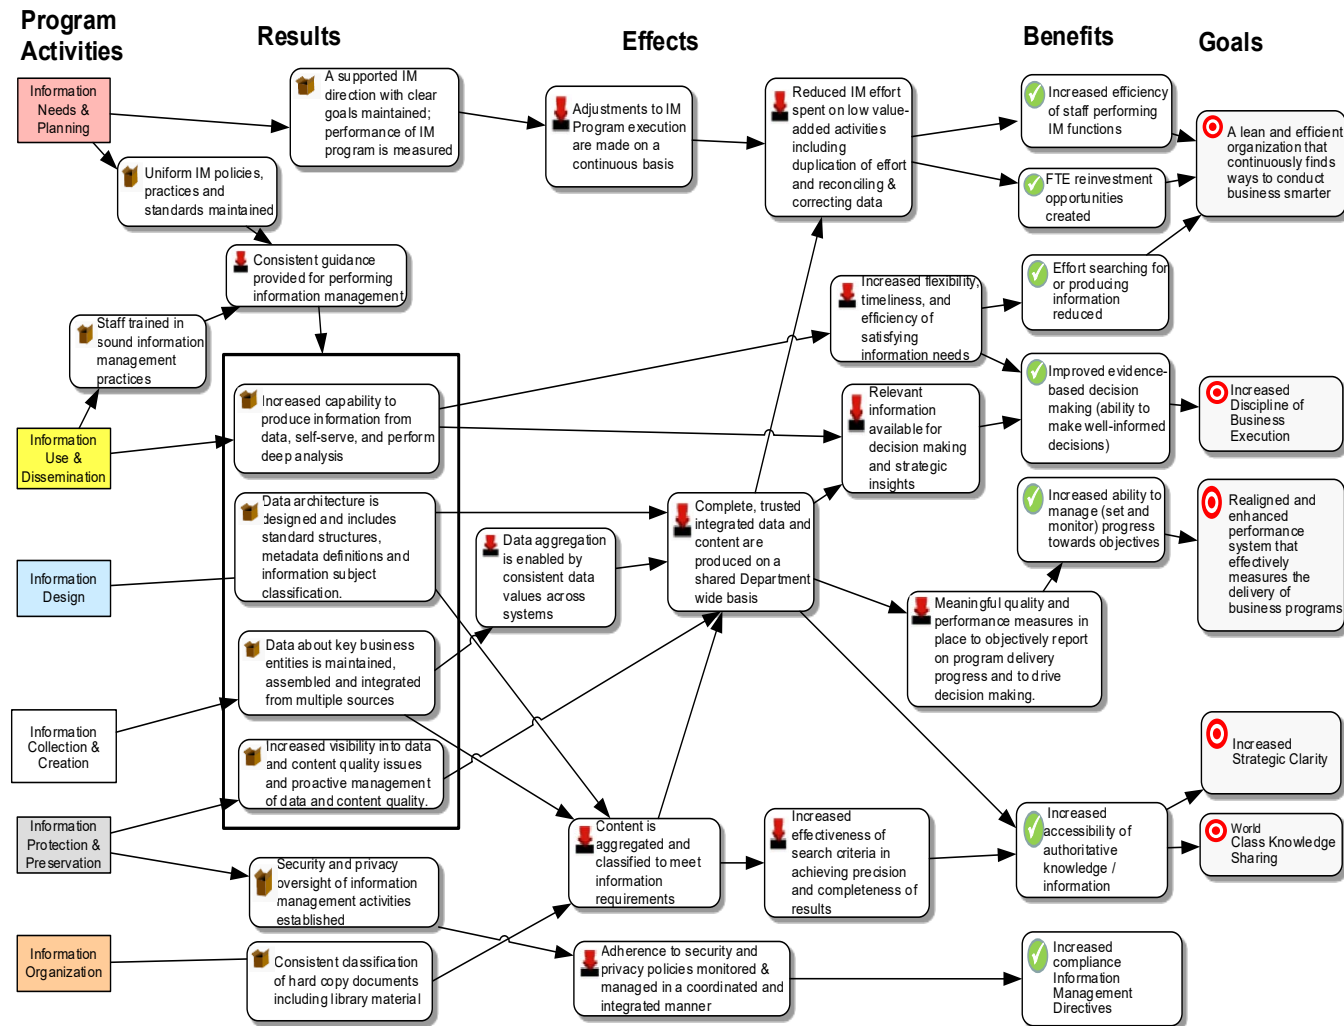 Program
Activities
Results
Effects
Benefits
Goals
Information
Needs &
Planning
A supported IM
direction with clear
goals maintained;
performance of IM
program is measured
Adjustments to IM
Program execution
are made on a
continuous basis
Reduced IM effort
spent on low value-
added activities
including
duplication of effort
and reconciling &
correcting data
Increased efficiency
of staff performing
IM functions
A lean and efficient
organization that
continuously finds
ways to conduct
business smarter
Uniform IM policies,
practices and
standards maintained
FTE reinvestment
opportunities
created
Consistent guidance
provided for performing
information management
Increased flexibility,
timeliness, and
efficiency of
satisfying
information needs
Effort searching for
or producing
information
reduced
Staff trained in
sound information
management
practices
Improved evidence-
based decision
making (ability to
make well-informed
decisions)
Increased
Discipline of
Business
Execution
Information
Use &
Dissemination
Increased capability to
produce information from
data, self-serve, and perform
deep analysis
Relevant
information
available for
decision making
and strategic
insights
Data architecture is
designed and includes
standard structures,
metadata definitions and
information subject
classification.
Data aggregation
is enabled by
consistent data
values across
systems
Complete, trusted
integrated data and
content are
produced on a
shared Department
wide basis
Increased ability to
manage (set and
monitor) progress
towards objectives
Realigned and
enhanced
performance
system that
effectively
measures the
delivery of
business programs
Information
Design
Meaningful quality and
performance measures in
place to objectively report
on program delivery
progress and to drive
decision making.
Data about key business
entities is maintained,
assembled and integrated
from multiple sources
Information
Collection &
Creation
Increased visibility into data
and content quality issues
and proactive management
of data and content quality.
Increased
Strategic Clarity
Information
Protection &
Preservation
Content is
aggregated and
classified to meet
information
requirements
Increased
effectiveness of
search criteria in
achieving precision
and completeness of
results
Increased
accessibility of
authoritative
knowledge /
information
World
Class Knowledge
Sharing
Security and privacy
oversight of information
management activities
established
Information
Organization
Consistent classification
of hard copy documents
including library material
Adherence to security and
privacy policies monitored &
managed in a coordinated and
integrated manner
Increased
compliance
Information
Management
Directives